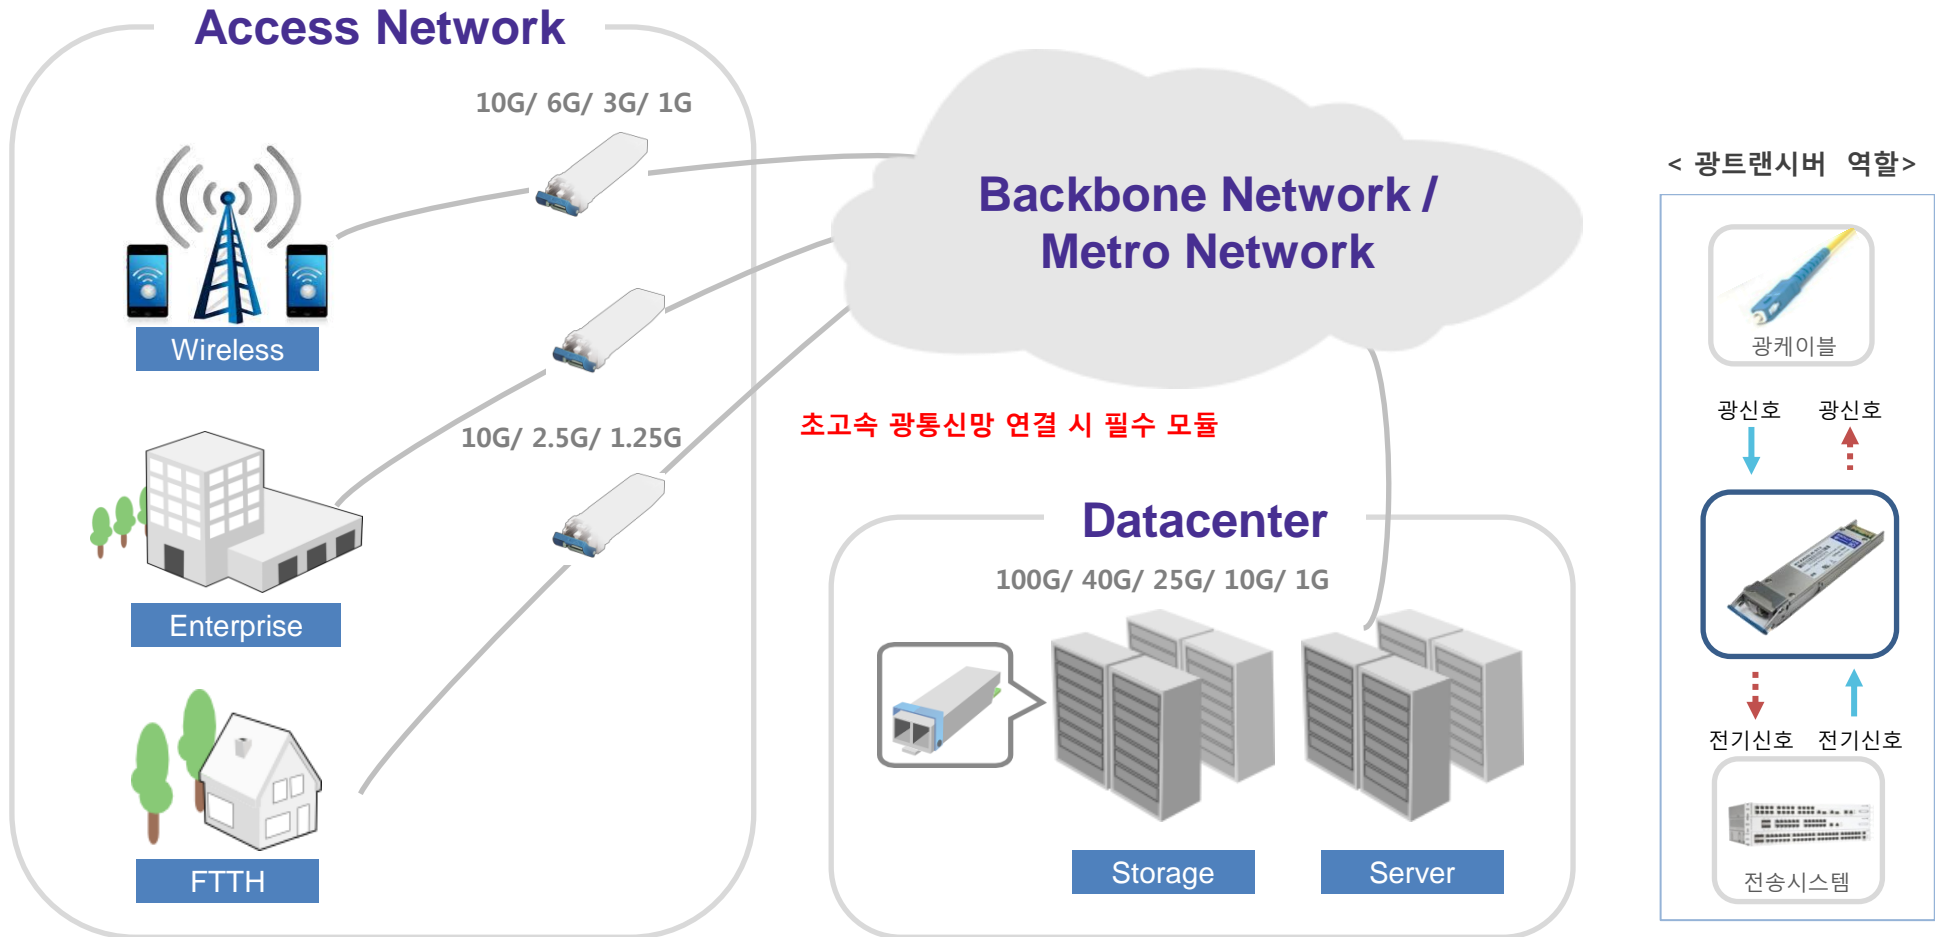 Access Network
10G/ 6G/ 3G/ 1G
Wireless
10G/ 2.5G/ 1.25G
Enterprise
FTTH
Backbone Network /
Metro Network
초고속 광통신망 연결 시 필수 모듈
Datacenter
100G/ 40G/ 25G/ 10G/ 1G
Storage
Server
< 광트랜시버 역할>
광케이블
광신호 광신호
전기신호 전기신호
전송시스템